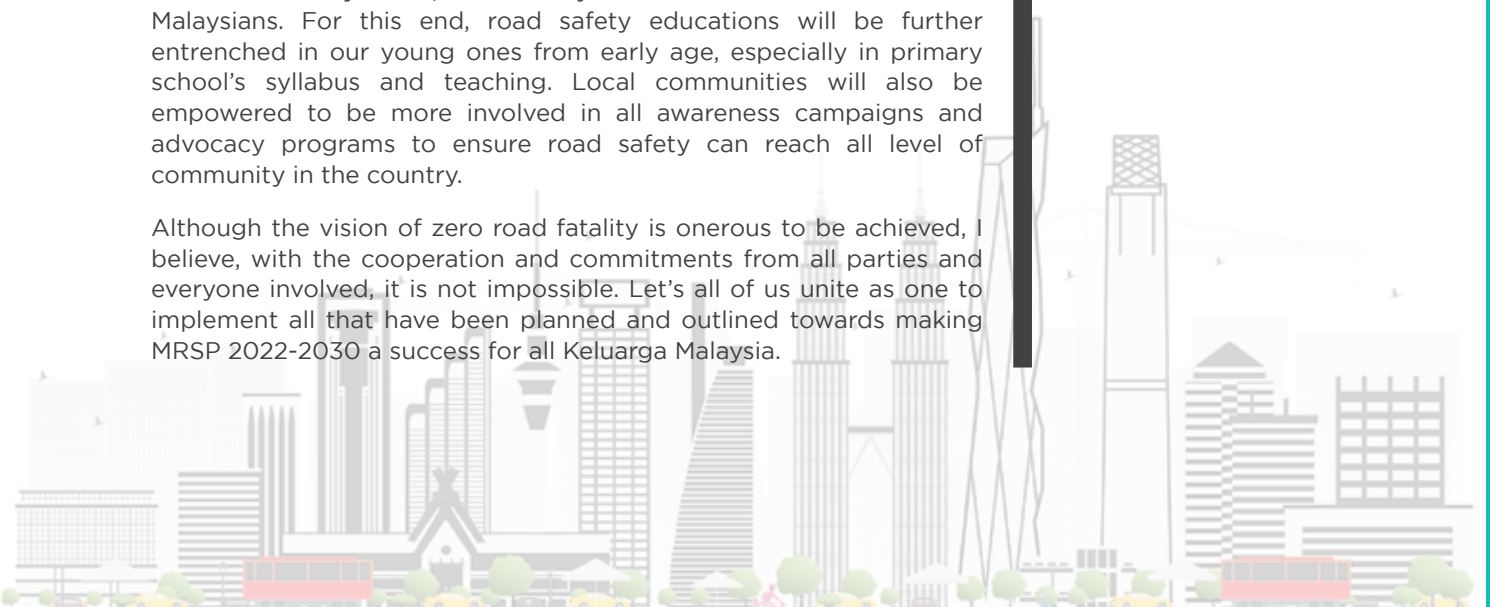 Malaysians. For this end, road safety educations will be further
entrenched in our young ones from early age, especially in primary
school's syllabus and teaching. Local communities will also be
empowered to be more involved in all awareness campaigns and
advocacy programs to ensure road safety can reach all level of
community in the country.
Although the vision of zero road fatality is onerous to be achieved, I
believe, with the cooperation and commitments from all parties and
everyone involved, it is not impossible. Let's all of us unite as one to
implement all that have been planned and outlined towards making
MRSP 2022-2030 a success for all Keluarga Malaysia.